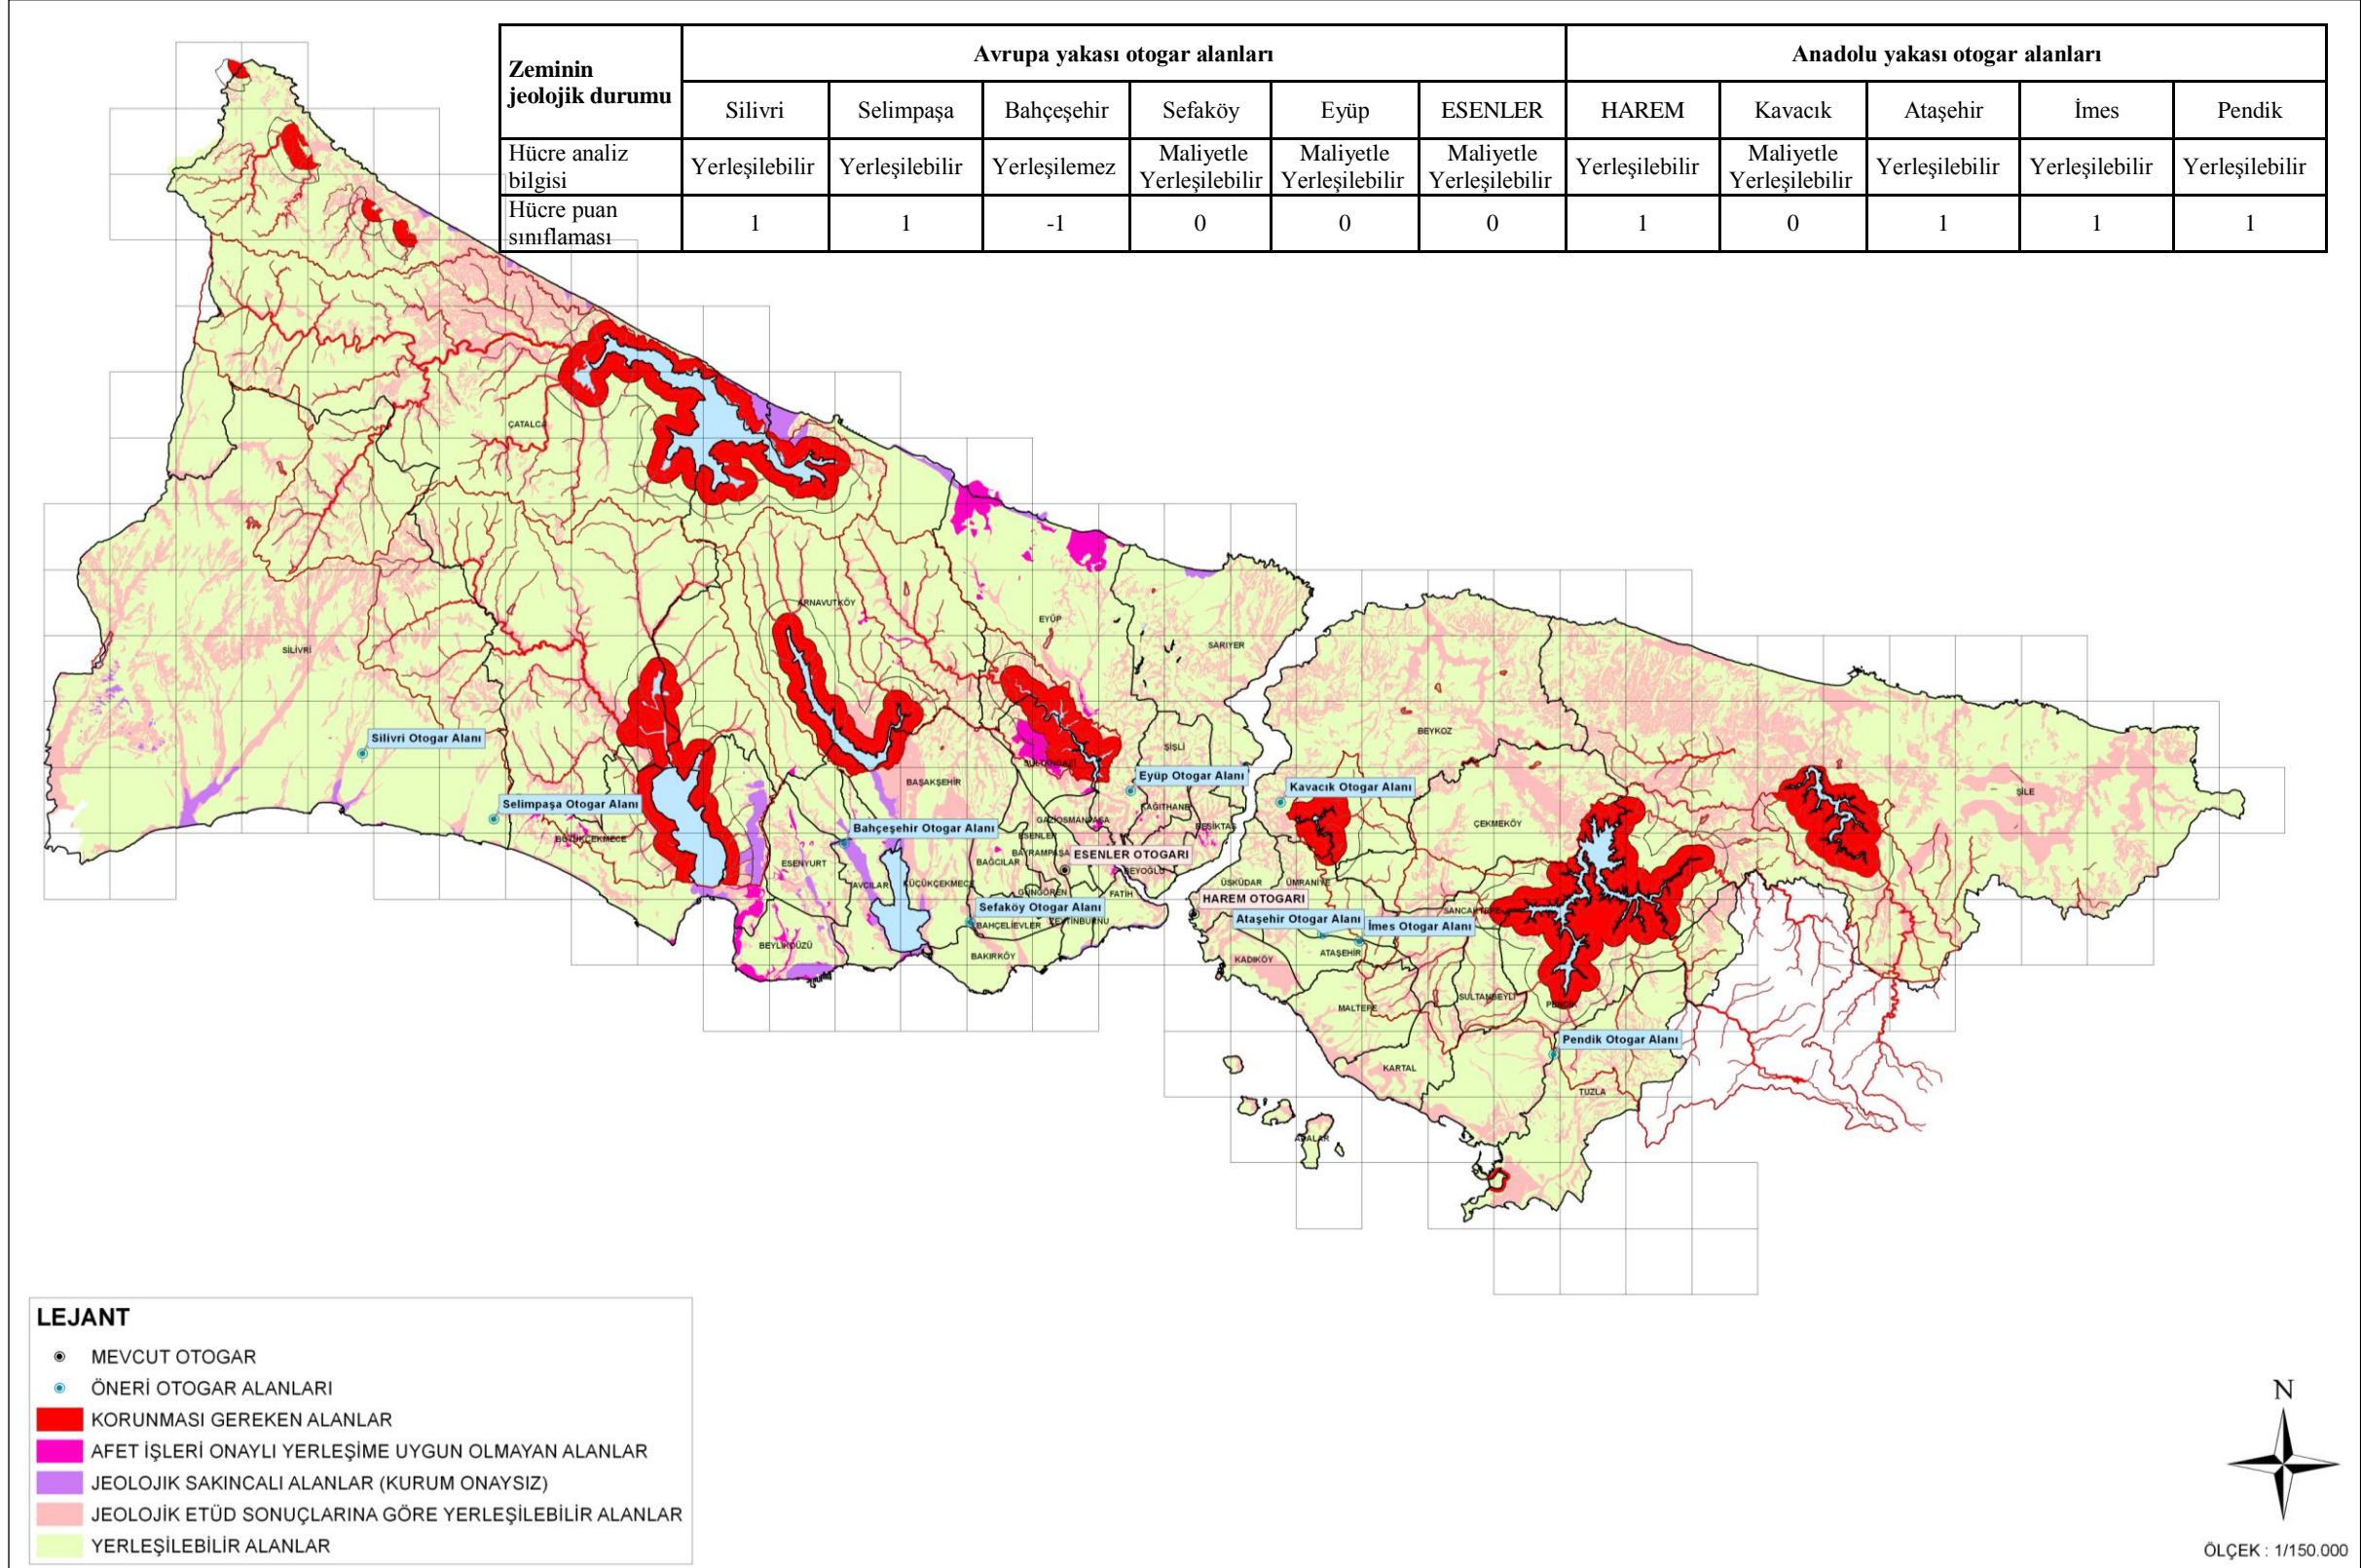 Zeminin
jeolojik durumu
Avrupa yakası otogar alanları
Anadolu yakası otogar alanları
Silivri
Selimpaşa
Bahçeşehir
Sefaköy
Eyüp
ESENLER
HAREM
Kavacık
Ataşehir
İmes
Pendik
Hücre analiz
bilgisi
Yerleşilebilir
Yerleşilebilir
Yerleşilemez
Maliyetle
Yerleşilebilir
Maliyetle
Yerleşilebilir
Maliyetle
Yerleşilebilir
Yerleşilebilir
Maliyetle
Yerleşilebilir
Yerleşilebilir
Yerleşilebilir
Yerleşilebilir
Hücre puan
sınıflaması
1
1
-1
0
0
0
1
0
1
1
1
ÇATALCA
ARNAVUTKÖY
EYÜP
SARIYER
SİLİVRİ
Silivri Otogar Alanı
BEYKOZ
ŞİŞLİ
SULTANGAZİ
Eyüp Otogar Alanı
BAŞAKŞEHİR
Kavacık Otogar Alanı
ŞİLE
Selimpaşa Otogar Alanı
KAĞITHANE
GAZİOSMANPAŞA
BEŞİKTAŞ
ÇEKMEKÖY
Bahçeşehir Otogar Alanı
BÜYÜKÇEKMECE
ESENLER
BAYRAMPAŞA
ESENLER OTOGARI
ESENYURT
BAĞCILAR
BEYOĞLU
AVCILAR
KÜÇÜKÇEKMECE
GÜNGÖREN
FATİH
ÜSKÜDAR
ÜMRANİYE
HAREM OTOGARI
Sefaköy Otogar Alanı
SANCAKTEPE
Ataşehir Otogar Alanı
İmes Otogar Alanı
BAHÇELİEVLER
ZEYTİNBURNU
BEYLİKDÜZÜ
BAKIRKÖY
KADIKÖY
ATAŞEHİR
SULTANBEYLİ
PENDİK
MALTEPE
Pendik Otogar Alanı
KARTAL
TUZLA
ADALAR
LEJANT
MEVCUT OTOGAR
ÖNERİ OTOGAR ALANLARI
KORUNMASI GEREKEN ALANLAR
AFET İŞLERİ ONAYLI YERLEŞİME UYGUN OLMAYAN ALANLAR
JEOLOJIK SAKINCALI ALANLAR (KURUM ONAYSIZ)
JEOLOJİK ETÜD SONUÇLARINA GÖRE YERLEŞİLEBİLİR ALANLAR
YERLEŞİLEBİLİR ALANLAR
N
ÖLÇEK : 1/150.000